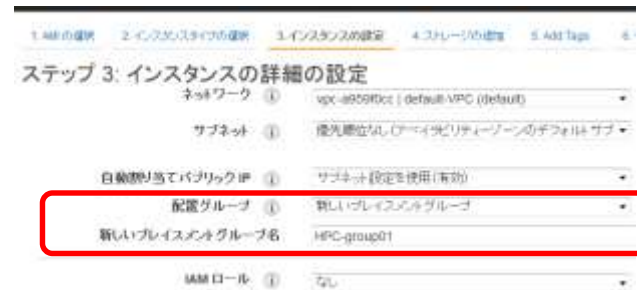 1. AMI の選択 2. インスタンスタイプの選択 3. インスタンスの設定 4. ストレージの追加 5. Add Tags 6.
ステップ 3: インスタンスの詳細の設定
ネットワーク vpc-a959f0cc | default-VPC (default)
サブネット 優先順位なし (アベイラビリティーゾーンのデフォルト サブ
自動割り当てパブリック IP サブネット設定を使用 (有効)
配置グループ 新しいプレイスメントグループ
新しいプレイスメントグループ名 HPC-group01
IAM ロール なし